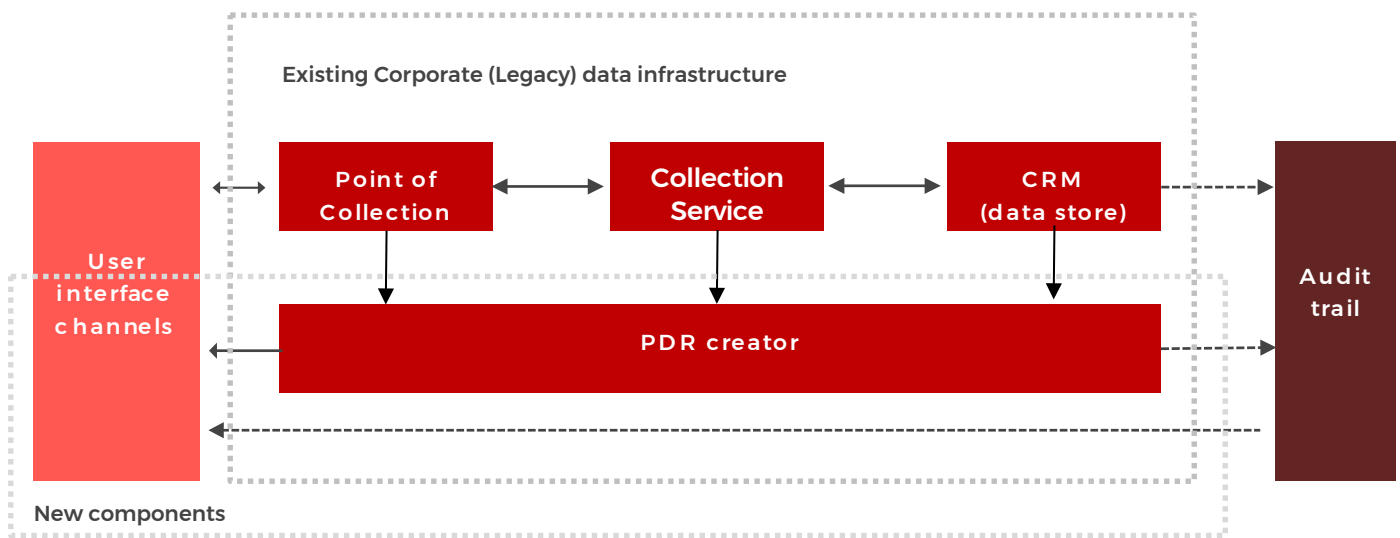 Existing Corporate (Legacy) data infrastructure
Point of
Collection
Collection
Service
CRM
(data store)
User
interface
channels
Audit
trail
PDR creator
New components